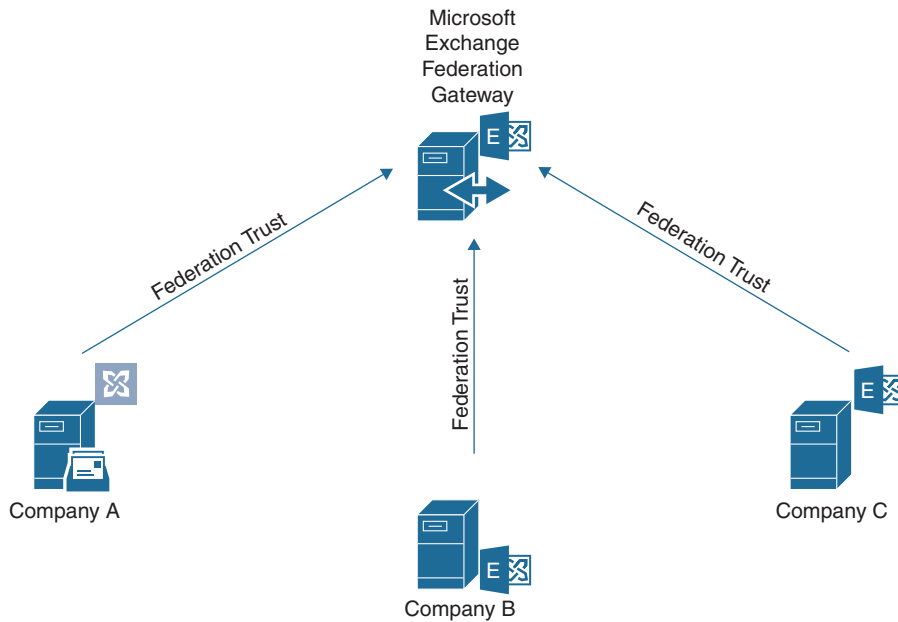 Microsoft
Exchange
Federation
Gateway
E
Federation Trust
Federation Trust
Federation Trust
E
Company A
Company C
E
Company B